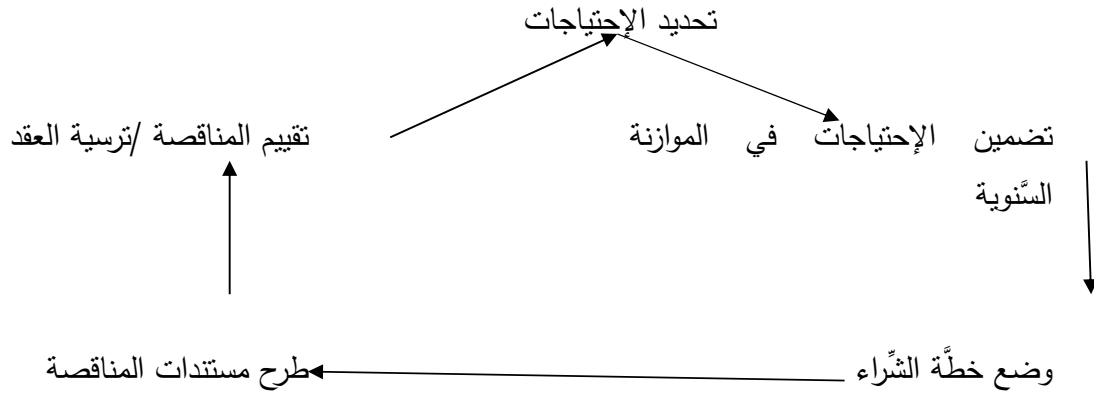 تحديد الإحتياجات
تضمين الإحتياجات في الموازنة
السَّنوية
تقييم المناقصة /ترسية العقد
وضع خطَّة الشِّراء
طرح مستندات المناقصة